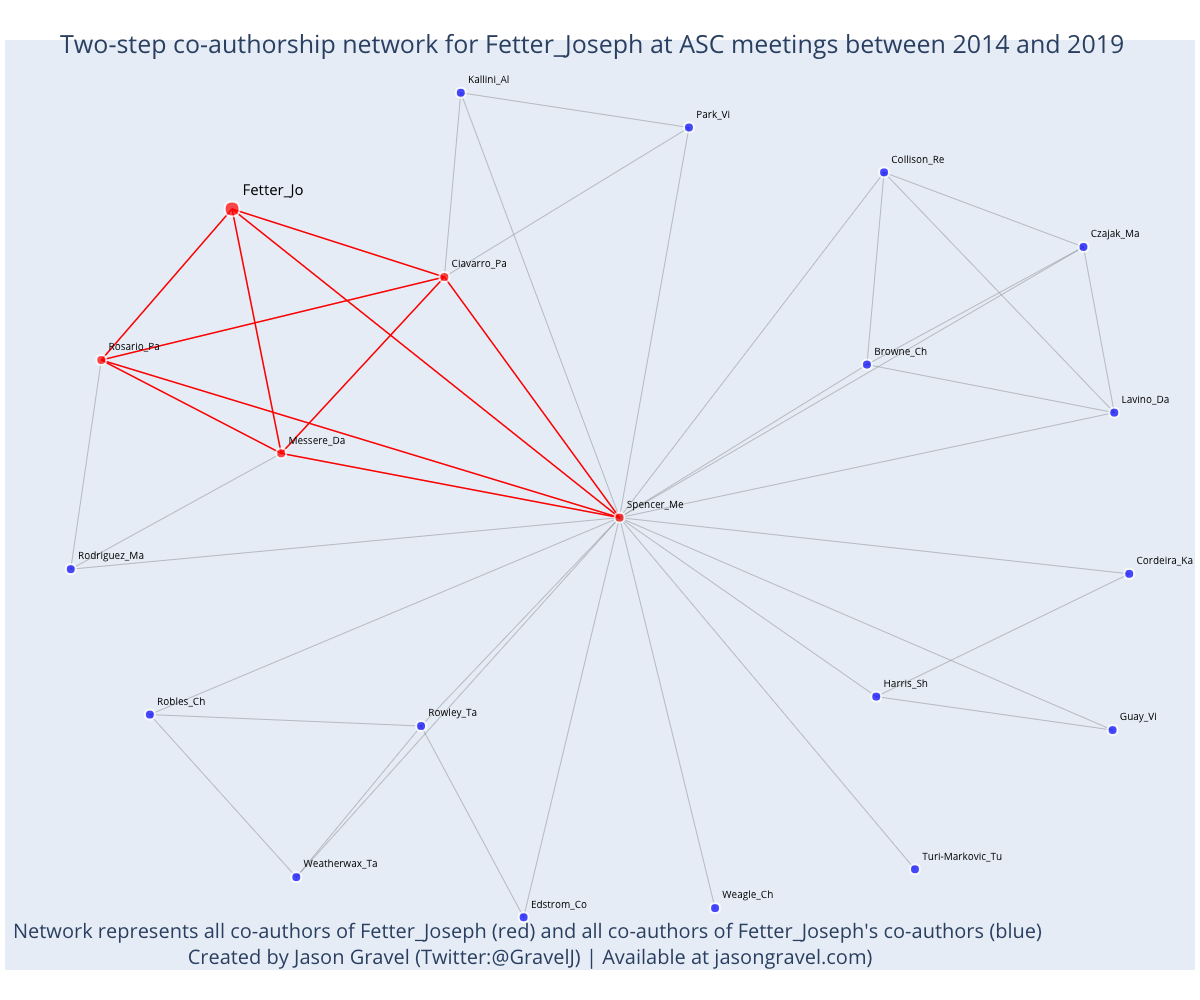 Two-step co-authorship network for Fetter_Joseph at ASC meetings between 2014 and 2019
Kallini_Al
Park_Vi
Collison_Re
Fetter_Jo
Czajak_Ma
Ciavarro_Pa
Rosario_Pa
Browne_Ch
Lavino_Da
Messere_Da
Spencer_Me
Rodriguez_Ma
Cordeira_Ka
Harris_Sh
Robles_Ch
Rowley_Ta
Guay_Vi
Weatherwax_Ta
Turi-Markovic_Tu
Weagle_Ch
Edstrom_Co
Network represents all co-authors of Fetter_Joseph (red) and all co-authors of Fetter_Joseph's co-authors (blue)
Created by Jason Gravel (Twitter:@GravelJ) | Available at jasongravel.com)